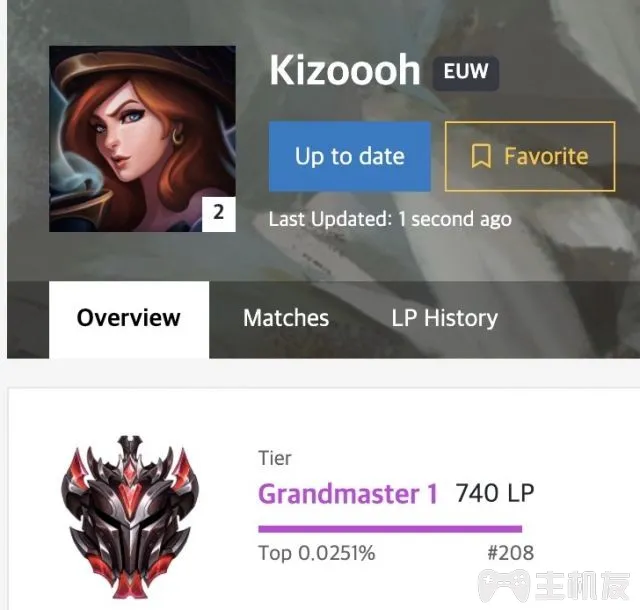 Kizoooh EUW
Up to date
Favorite
Last Updated: 1 second ago
2
Overview
Matches
LP History
Tier
Grandmaster 1 740 LP
Top 0.0251% #208
主机友